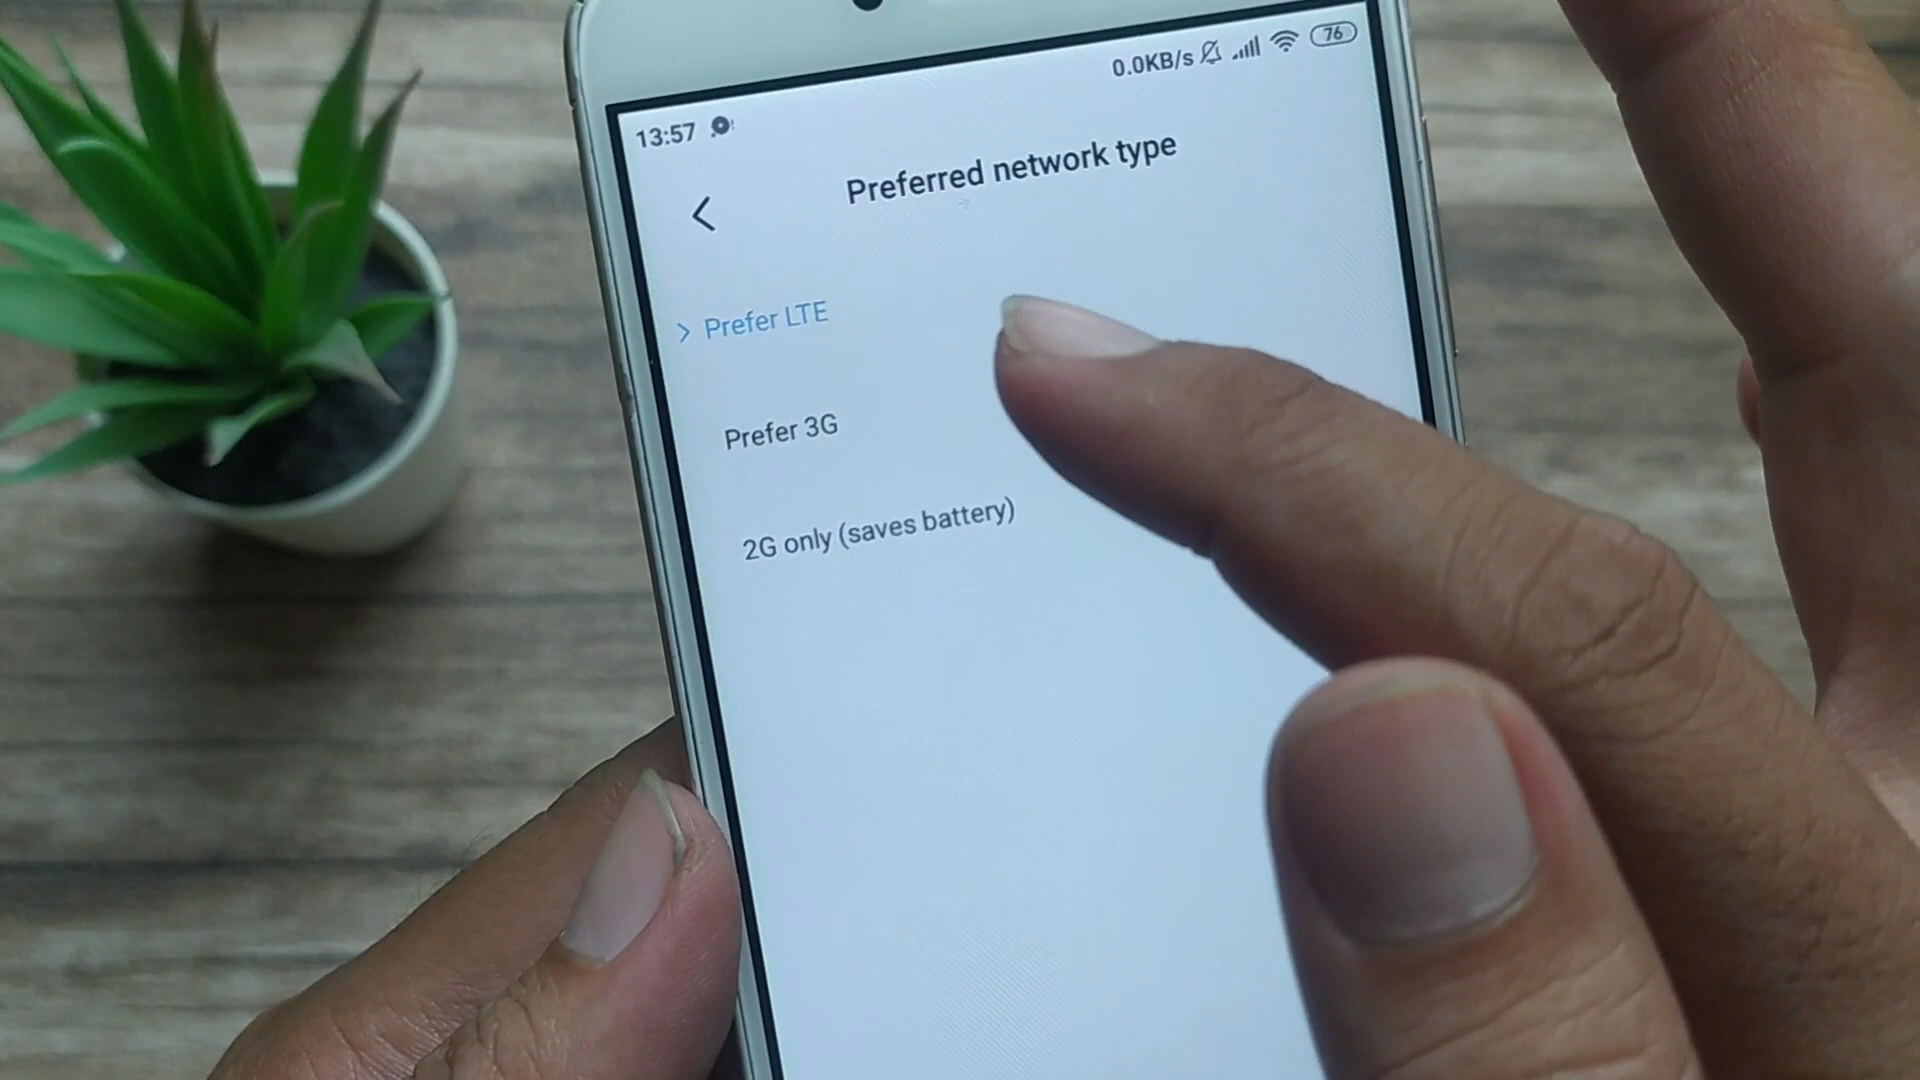 0.0KB/s 76
13:57
Preferred network type
Prefer LTE
Prefer 3G
2G only (saves battery)